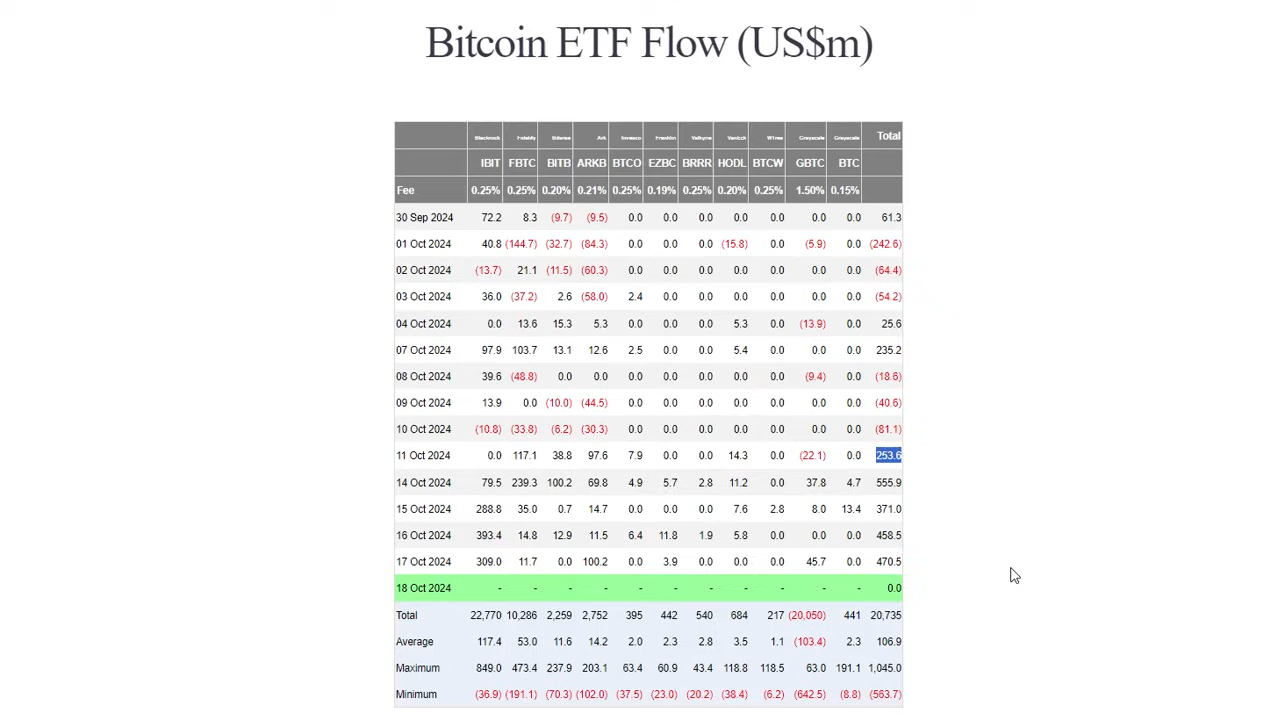 Bitcoin ETF Flow (US$m)
Blackrock Fidelity Bitwise Ark Invesco Franklin Valkyrie VanEck WTree Grayscale Grayscale Total
IBIT FBTC BITB ARKB BTCO EZBC BRRR HODL BTCW GBTC BTC
Fee 0.25% 0.25% 0.20% 0.21% 0.25% 0.19% 0.25% 0.20% 0.25% 1.50% 0.15%
30 Sep 2024 72.2 8.3 (9.7) (9.5) 0.0 0.0 0.0 0.0 0.0 0.0 0.0 61.3
01 Oct 2024 40.8 (144.7) (32.7) (84.3) 0.0 0.0 0.0 (15.8) 0.0 (5.9) 0.0 (242.6)
02 Oct 2024 (13.7) 21.1 (11.5) (60.3) 0.0 0.0 0.0 0.0 0.0 0.0 0.0 (64.4)
03 Oct 2024 36.0 (37.2) 2.6 (58.0) 2.4 0.0 0.0 0.0 0.0 0.0 0.0 (54.2)
04 Oct 2024 0.0 13.6 15.3 5.3 0.0 0.0 0.0 5.3 0.0 (13.9) 0.0 25.6
07 Oct 2024 97.9 103.7 13.1 12.6 2.5 0.0 0.0 5.4 0.0 0.0 0.0 235.2
08 Oct 2024 39.6 (48.8) 0.0 0.0 0.0 0.0 0.0 0.0 0.0 (9.4) 0.0 (18.6)
09 Oct 2024 13.9 0.0 (10.0) (44.5) 0.0 0.0 0.0 0.0 0.0 0.0 0.0 (40.6)
10 Oct 2024 (10.8) (33.8) (6.2) (30.3) 0.0 0.0 0.0 0.0 0.0 0.0 0.0 (81.1)
11 Oct 2024 0.0 117.1 38.8 97.6 7.9 0.0 0.0 14.3 0.0 (22.1) 0.0 253.6
14 Oct 2024 79.5 239.3 100.2 69.8 4.9 5.7 2.8 11.2 0.0 37.8 4.7 555.9
15 Oct 2024 288.8 35.0 0.7 14.7 0.0 0.0 0.0 7.6 2.8 8.0 13.4 371.0
16 Oct 2024 393.4 14.8 12.9 11.5 6.4 11.8 1.9 5.8 0.0 0.0 0.0 458.5
17 Oct 2024 309.0 11.7 0.0 100.2 0.0 3.9 0.0 0.0 0.0 45.7 0.0 470.5
18 Oct 2024 - - - - - - - - - - - 0.0
Total 22,770 10,286 2,259 2,752 395 442 540 684 217 (20,050) 441 20,735
Average 117.4 53.0 11.6 14.2 2.0 2.3 2.8 3.5 1.1 (103.4) 2.3 106.9
Maximum 849.0 473.4 237.9 203.1 63.4 60.9 43.4 118.8 118.5 63.0 191.1 1,045.0
Minimum (36.9) (191.1) (70.3) (102.0) (37.5) (23.0) (20.2) (38.4) (6.2) (642.5) (8.8) (563.7)